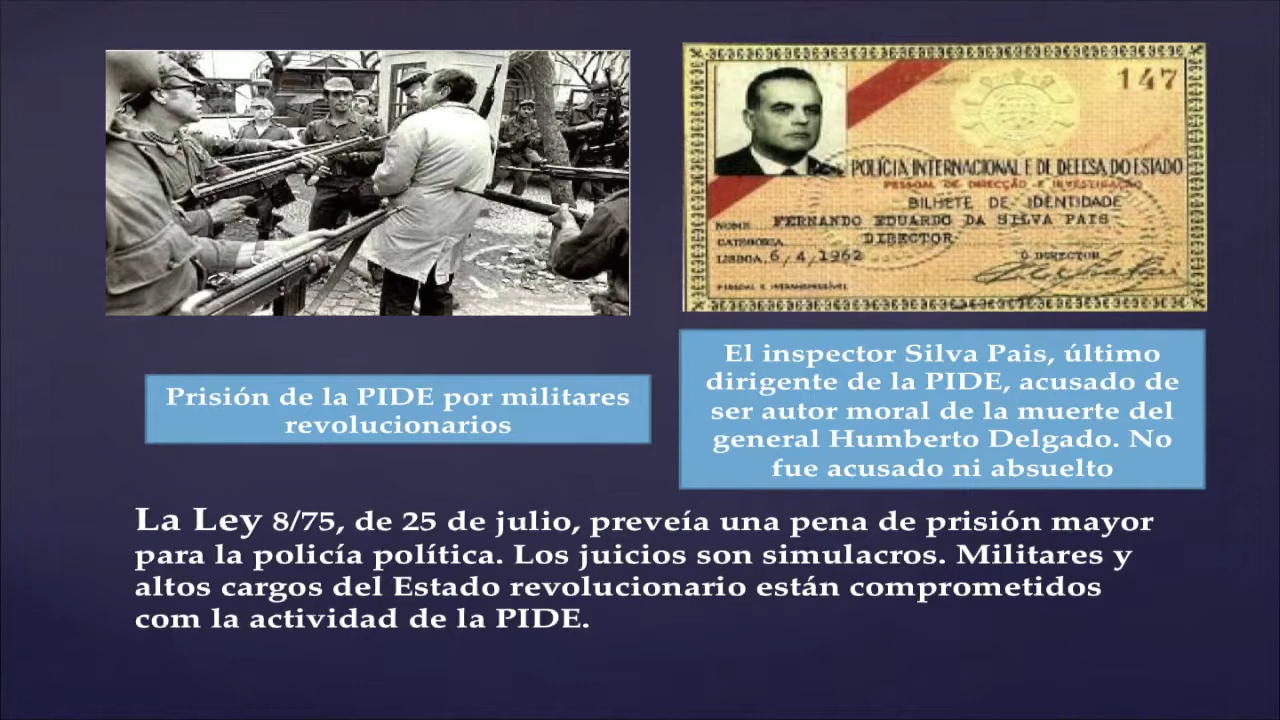 147
POLÍCIA INTERNACIONAL E DE DEFESA DO ESTADO
PESSOAL DE DIRECÇÃO E INVESTIGAÇÃO
BILHETE DE IDENTIDADE
NOME FERNANDO EDUARDO DA SILVA PAIS
CATEGORIA DIRECTOR
LISBOA, 6/4/1962 O DIRECTOR
PESSOAL E INTRANSMISSÍVEL
Prisión de la PIDE por militares
revolucionarios
El inspector Silva Pais, último
dirigente de la PIDE, acusado de
ser autor moral de la muerte del
general Humberto Delgado. No
fue acusado ni absuelto
La Ley 8/75, de 25 de julio, preveía una pena de prisión mayor
para la policía política. Los juicios son simulacros. Militares y
altos cargos del Estado revolucionario están comprometidos
com la actividad de la PIDE.